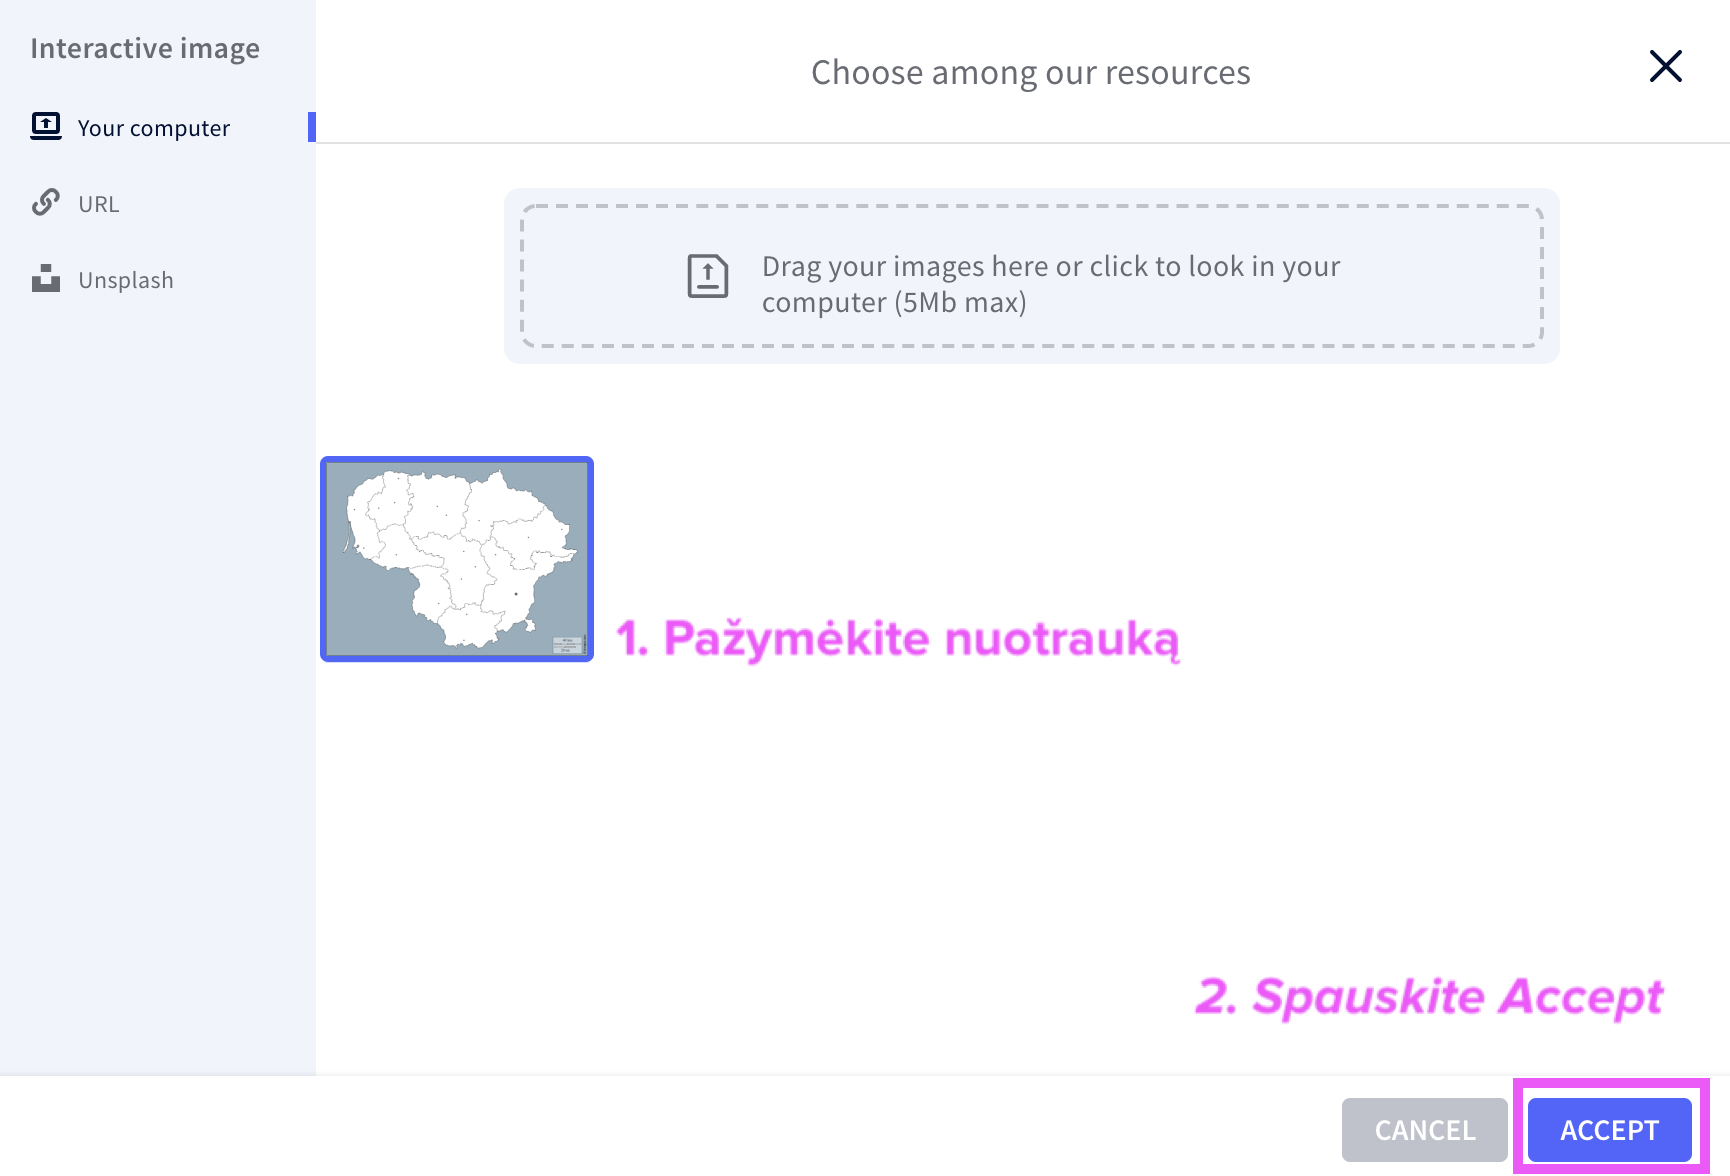 Interactive image
Choose among our resources
Your computer
URL
Unsplash
Drag your images here or click to look in your
computer (5Mb max)
1. Pažymėkite nuotrauką
2. Spauskite Accept
CANCEL
ACCEPT